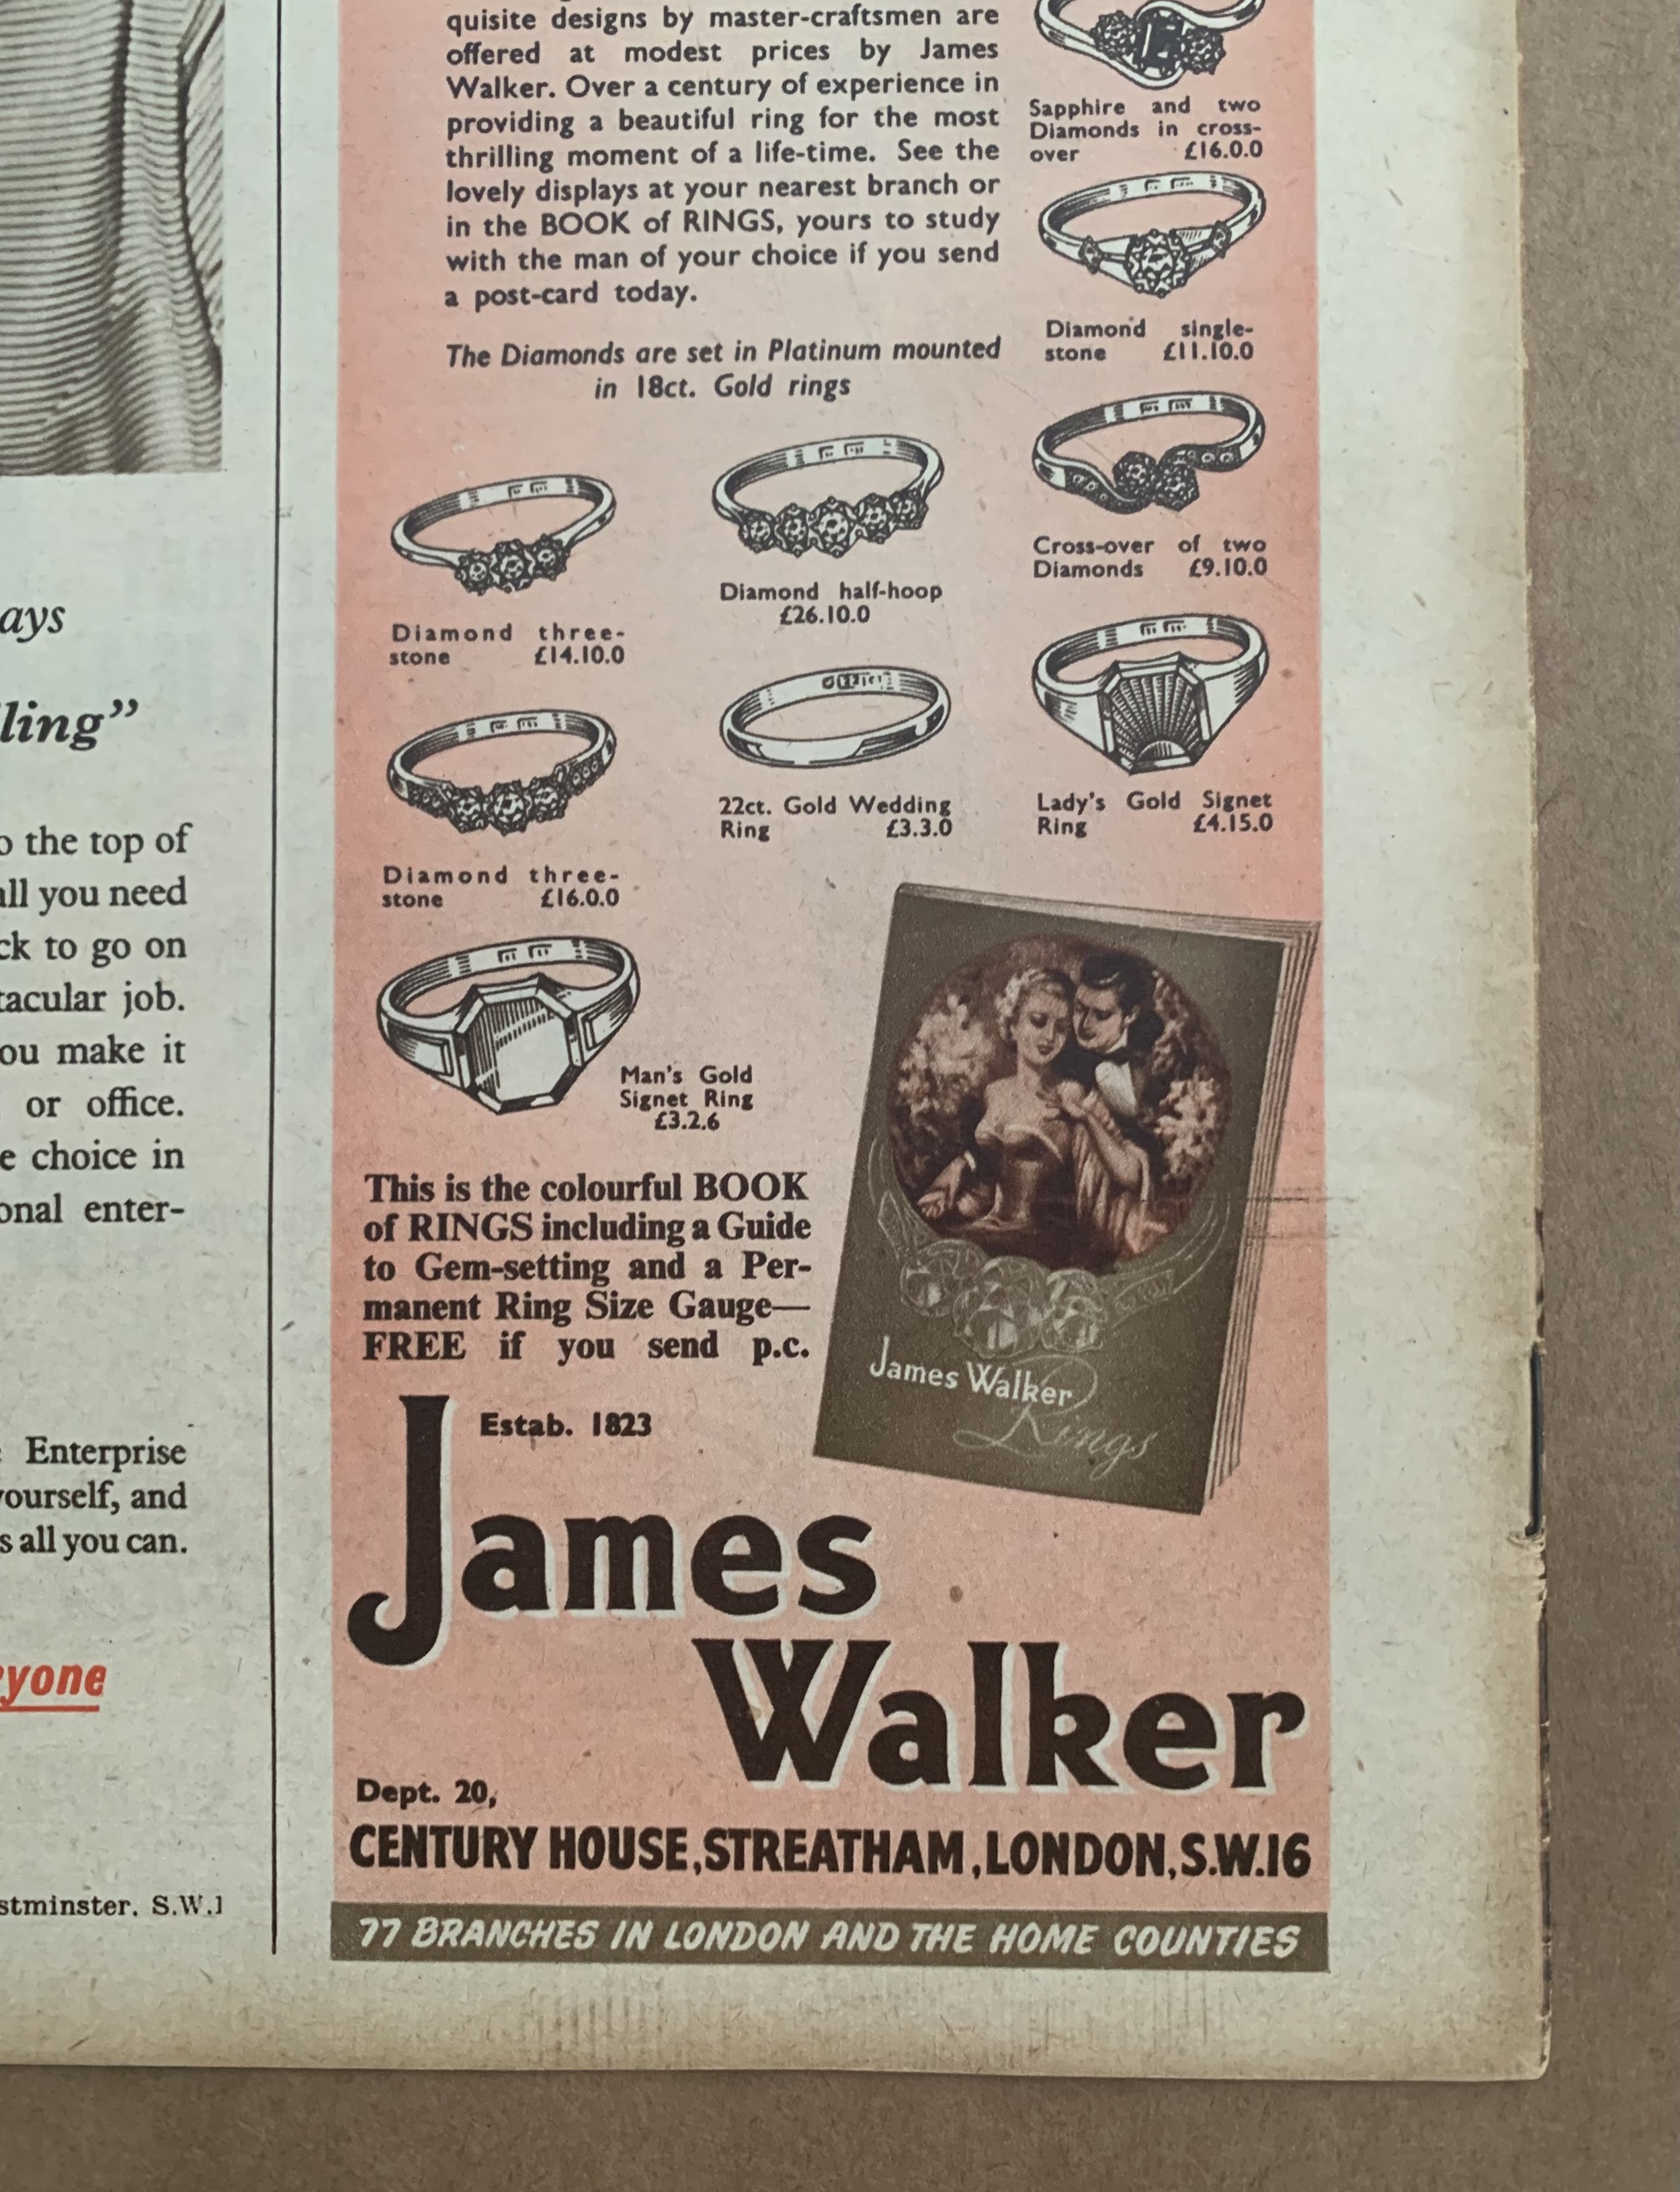 ays
ling”
o the top of
all you need
ck to go on
tacular job.
ou make it
or office.
e choice in
onal enter-
Enterprise
yourself, and
s all you can.
yone
stminster, S.W.1
quisite designs by master-craftsmen are
offered at modest prices by James
Walker. Over a century of experience in
providing a beautiful ring for the most
thrilling moment of a life-time. See the
lovely displays at your nearest branch or
in the BOOK of RINGS, yours to study
with the man of your choice if you send
a post-card today.
The Diamonds are set in Platinum mounted
in 18ct. Gold rings
Sapphire and two
Diamonds in cross-
over £16.0.0
Diamond single-
stone £11.10.0
Cross-over of two
Diamonds £9.10.0
Diamond half-hoop
£26.10.0
Diamond three-
stone £14.10.0
22ct. Gold Wedding
Ring £3.3.0
Lady's Gold Signet
Ring £4.15.0
Diamond three-
stone £16.0.0
Man's Gold
Signet Ring
£3.2.6
This is the colourful BOOK
of RINGS including a Guide
to Gem-setting and a Per-
manent Ring Size Gauge—
FREE if you send p.c.
James Walker
Rings
Estab. 1823
James
Walker
Dept. 20,
CENTURY HOUSE, STREATHAM, LONDON, S.W.16
77 BRANCHES IN LONDON AND THE HOME COUNTIES